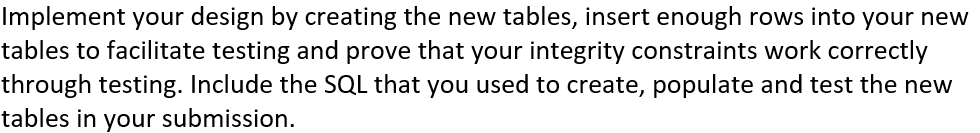 Implement your design by creating the new tables, insert enough rows into your new
tables to facilitate testing and prove that your integrity constraints work correctly
through testing. Include the SQL that you used to create, populate and test the new
tables in your submission.